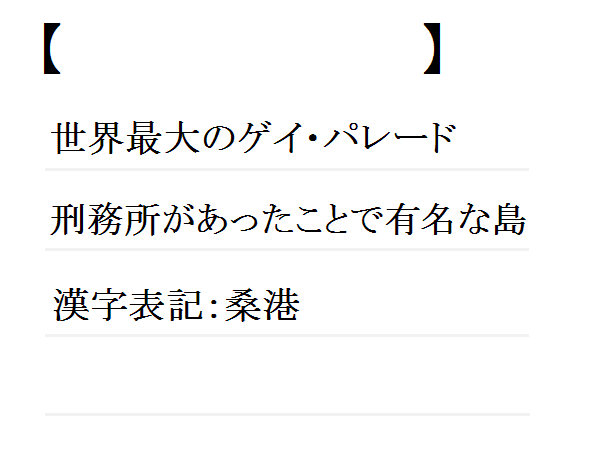 【　　　　　　　　　】
世界最大のゲイ・パレード
刑務所があったことで有名な島
漢字表記：桑港